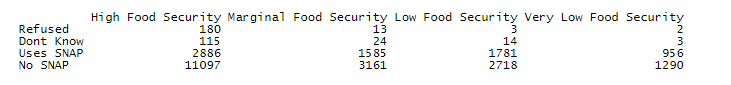 High Food Security Marginal Food Security Low Food Security Very Low Food Security
Refused 180 13 3 2
Dont Know 115 24 14 3
Uses SNAP 2886 1585 1781 956
No SNAP 11097 3161 2718 1290